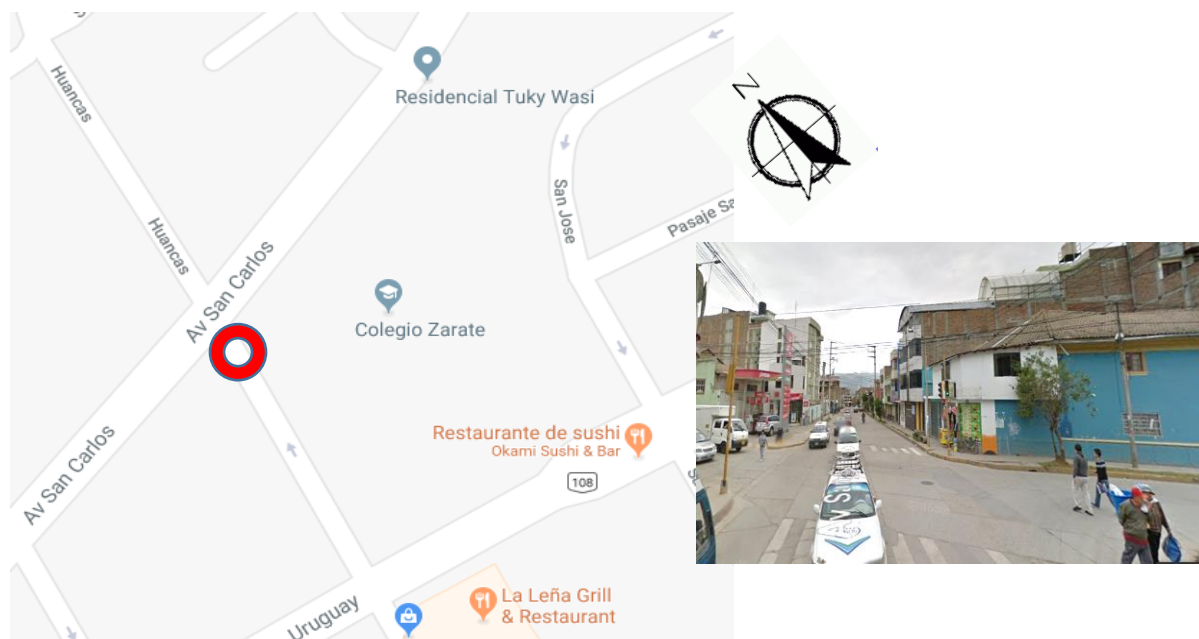 Huancas
Residencial Tuky Wasi
N
San Jose
Pasaje Sa
Huancas
Av San Carlos
Colegio Zarate
Av San Carlos
Restaurante de sushi
Okami Sushi & Bar
108
La Leña Grill
& Restaurant
Uruguay